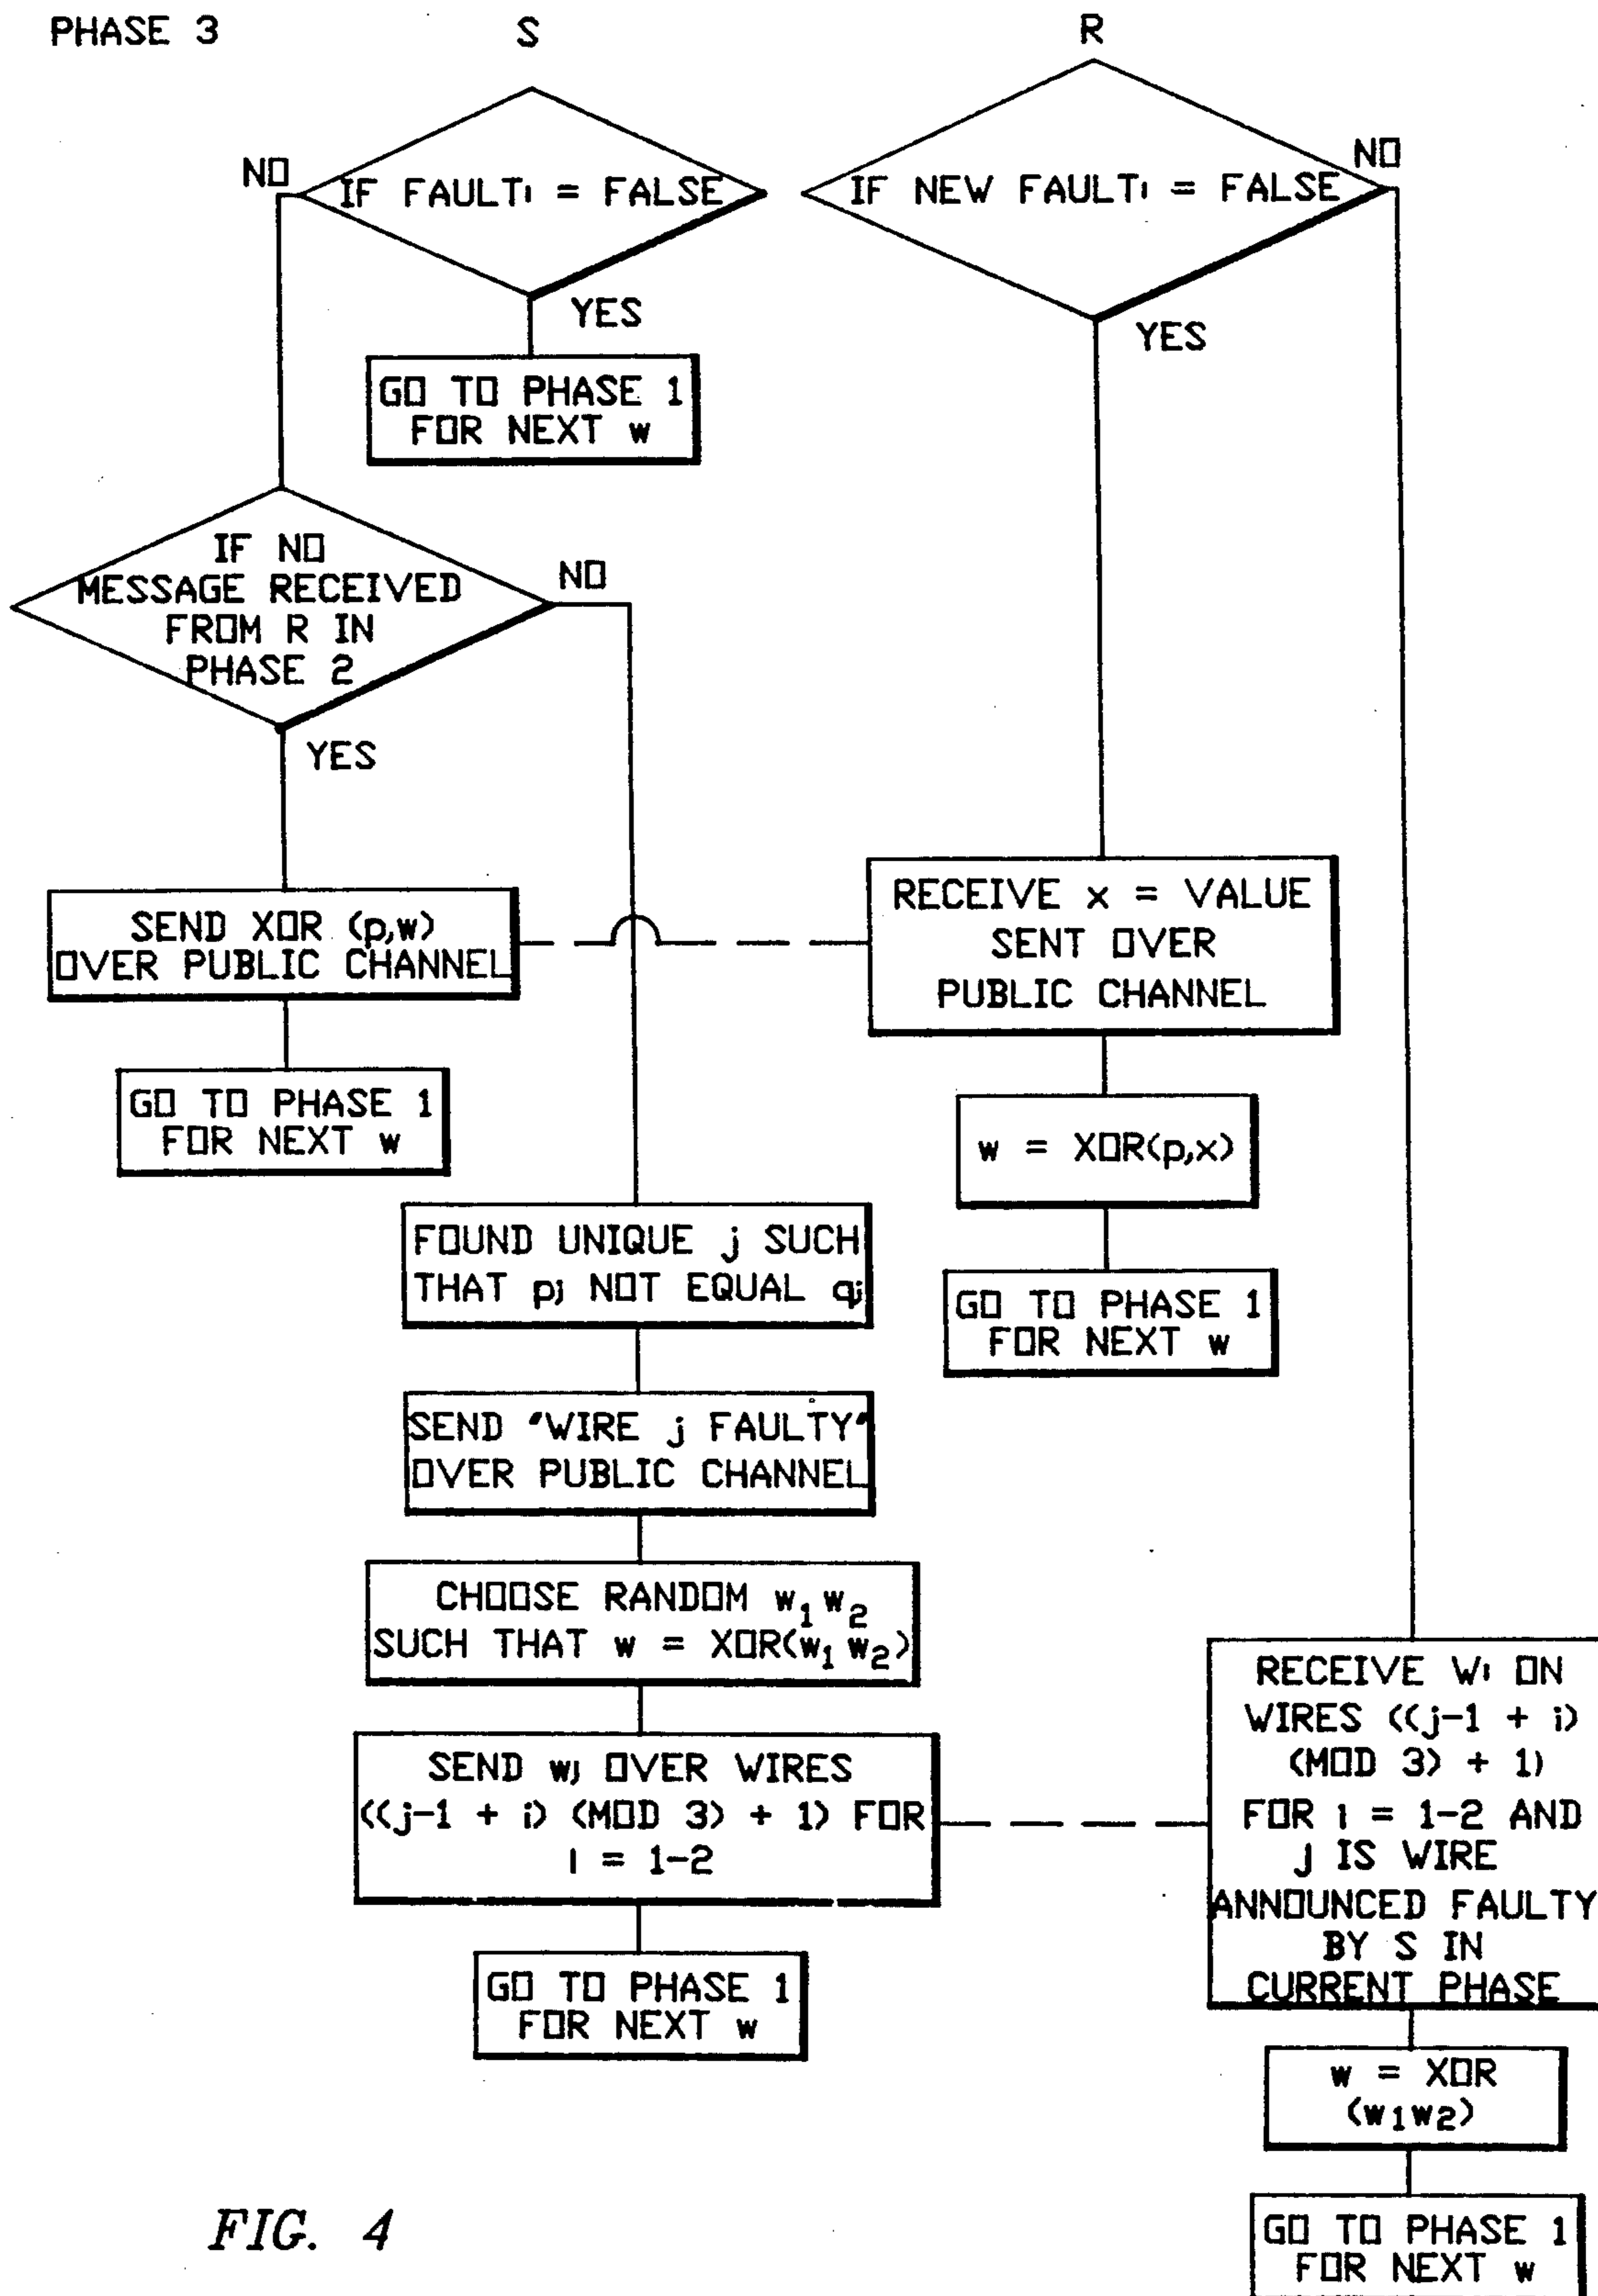 PHASE 3
S
R
IF FAULTi = FALSE
NO
YES
GO TO PHASE 1
FOR NEXT w
IF NO
MESSAGE RECEIVED
FROM R IN
PHASE 2
NO
YES
SEND XOR (p,w)
OVER PUBLIC CHANNEL
GO TO PHASE 1
FOR NEXT w
FOUND UNIQUE j SUCH
THAT pj NOT EQUAL qj
SEND "WIRE j FAULTY"
OVER PUBLIC CHANNEL
CHOOSE RANDOM w1 w2
SUCH THAT w = XOR(w1 w2)
SEND wj OVER WIRES
((j-1 + i) (MOD 3) + 1) FOR
i = 1-2
GO TO PHASE 1
FOR NEXT w
IF NEW FAULTi = FALSE
NO
YES
RECEIVE x = VALUE
SENT OVER
PUBLIC CHANNEL
w = XOR(p,x)
GO TO PHASE 1
FOR NEXT w
RECEIVE Wi ON
WIRES ((j-1 + i)
(MOD 3) + 1)
FOR i = 1-2 AND
j IS WIRE
ANNOUNCED FAULTY
BY S IN
CURRENT PHASE
w = XOR
(w1w2)
GO TO PHASE 1
FOR NEXT w
FIG. 4